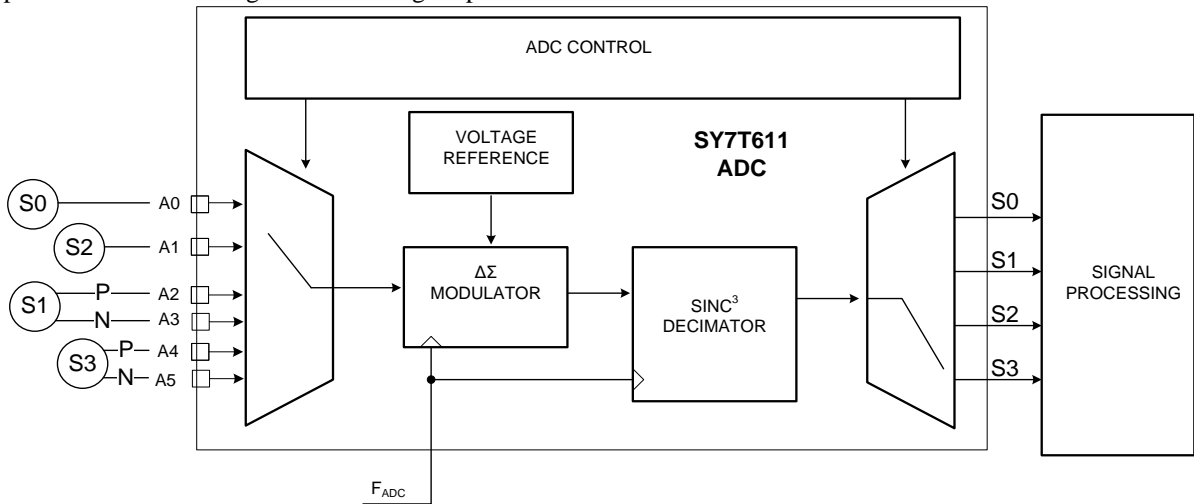 ADC CONTROL
VOLTAGE
REFERENCE
SY7T611
ADC
S0
A0
S2
A1
S1
P
A2
N
A3
S3
P
A4
N
A5
ΔΣ
MODULATOR
SINC³
DECIMATOR
S0
S1
S2
S3
SIGNAL
PROCESSING
FADC